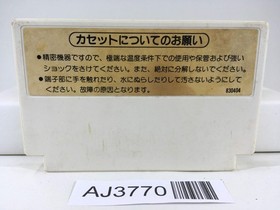 カセットについてのお願い
●精密機器ですので、極端な温度条件下での使用や保管および強い
ショックをさけてください。また、絶対に分解しないでください。
●端子部に手を触れたり、水にぬらしたりして汚さないようにして
ください。故障の原因となります。
830404
AJ3770